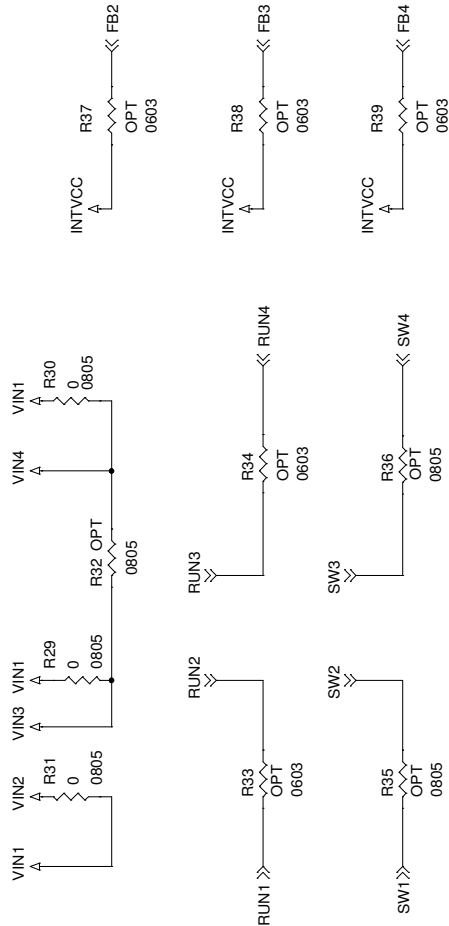 VIN1
VIN2
R31
0
0805
VIN3
VIN1
R29
0
0805
R32 OPT
0805
VIN4
VIN1
R30
0
0805
INTVCC
R37
OPT
0603
FB2
RUN1
R33
OPT
0603
RUN2
RUN3
R34
OPT
0603
RUN4
INTVCC
R38
OPT
0603
FB3
SW1
R35
OPT
0805
SW2
SW3
R36
OPT
0805
SW4
INTVCC
R39
OPT
0603
FB4